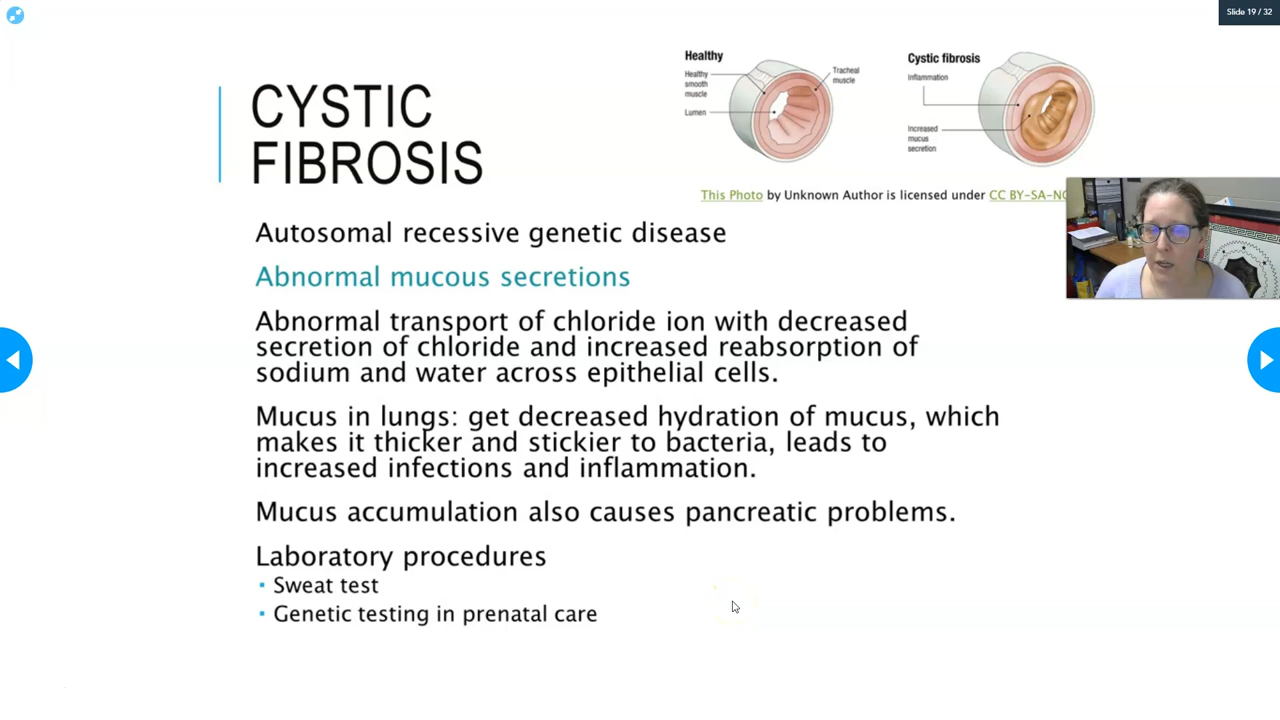 Slide 19 / 32
CYSTIC
FIBROSIS
Healthy
Healthy
smooth
muscle
Lumen
Tracheal
muscle
Cystic fibrosis
Inflammation
Increased
mucus
secretion
This Photo by Unknown Author is licensed under CC BY-SA-NC
Autosomal recessive genetic disease
Abnormal mucous secretions
Abnormal transport of chloride ion with decreased
secretion of chloride and increased reabsorption of
sodium and water across epithelial cells.
Mucus in lungs: get decreased hydration of mucus, which
makes it thicker and stickier to bacteria, leads to
increased infections and inflammation.
Mucus accumulation also causes pancreatic problems.
Laboratory procedures
▪ Sweat test
▪ Genetic testing in prenatal care